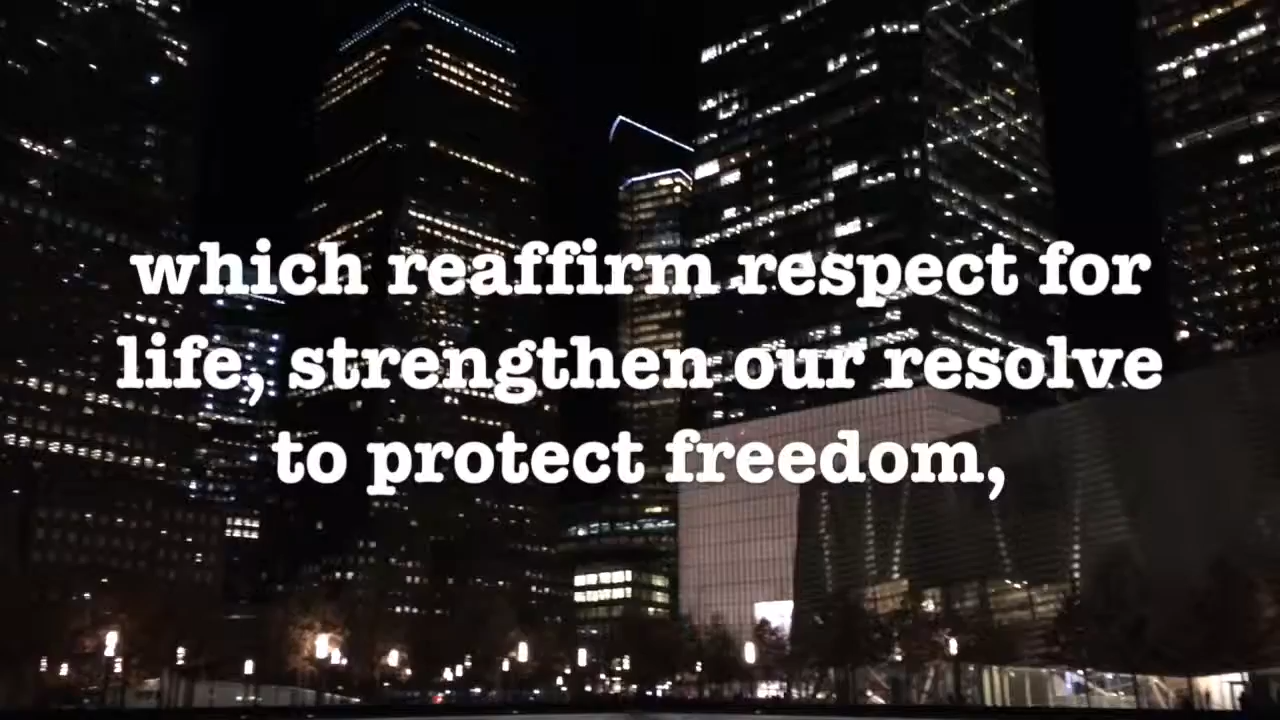 which reaffirm respect for
life, strengthen our resolve
to protect freedom,